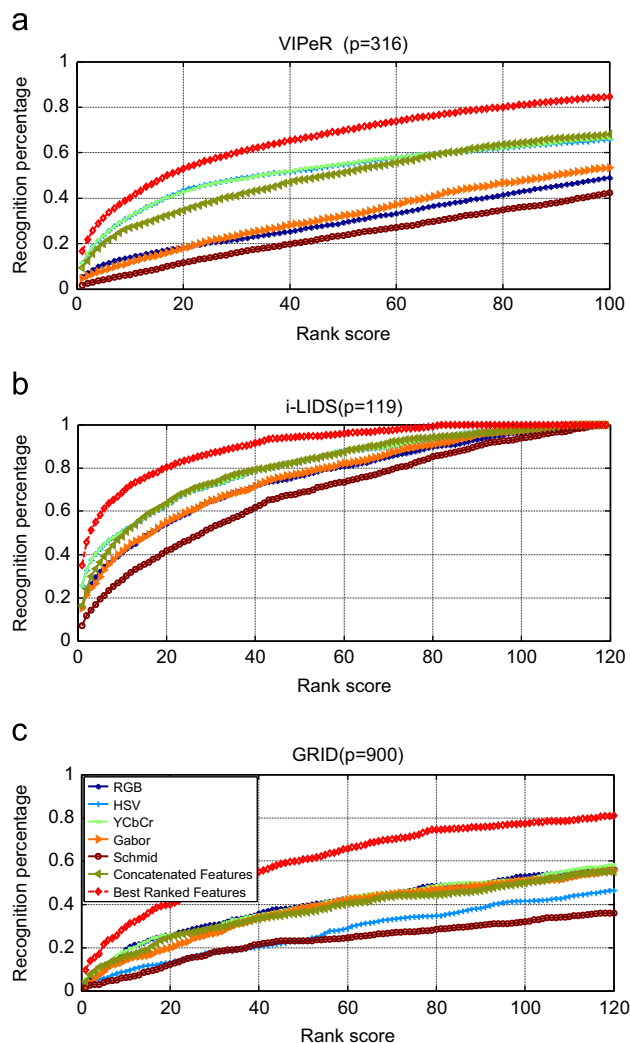 a
VIPeR (p=316)
Recognition percentage
1
0.8
0.6
0.4
0.2
0
0 20 40 60 80 100
Rank score
b
i-LIDS(p=119)
Recognition percentage
1
0.8
0.6
0.4
0.2
0
0 20 40 60 80 100 120
Rank score
c
GRID(p=900)
Recognition percentage
1
0.8
0.6
0.4
0.2
0
RGB
HSV
YCbCr
Gabor
Schmid
Concatenated Features
Best Ranked Features
0 20 40 60 80 100 120
Rank score